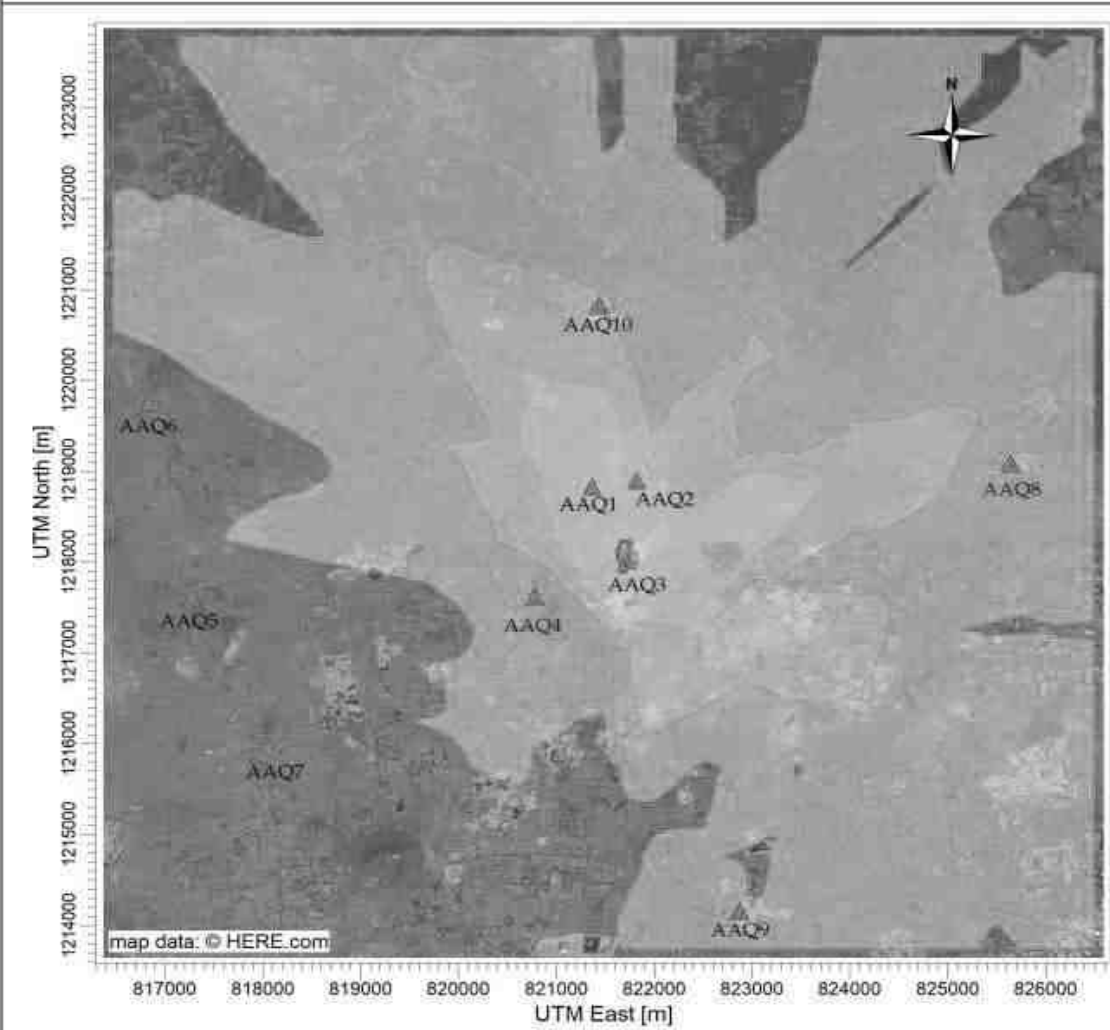 N
1223000
1222000
1221000
1220000
1219000
1218000
1217000
1216000
1215000
1214000
UTM North [m]
AAQ10
AAQ6
AAQ1
AAQ2
AAQ8
AAQ3
AAQ5
AAQ4
AAQ7
AAQ9
map data: © HERE.com
817000 818000 819000 820000 821000 822000 823000 824000 825000 826000
UTM East [m]